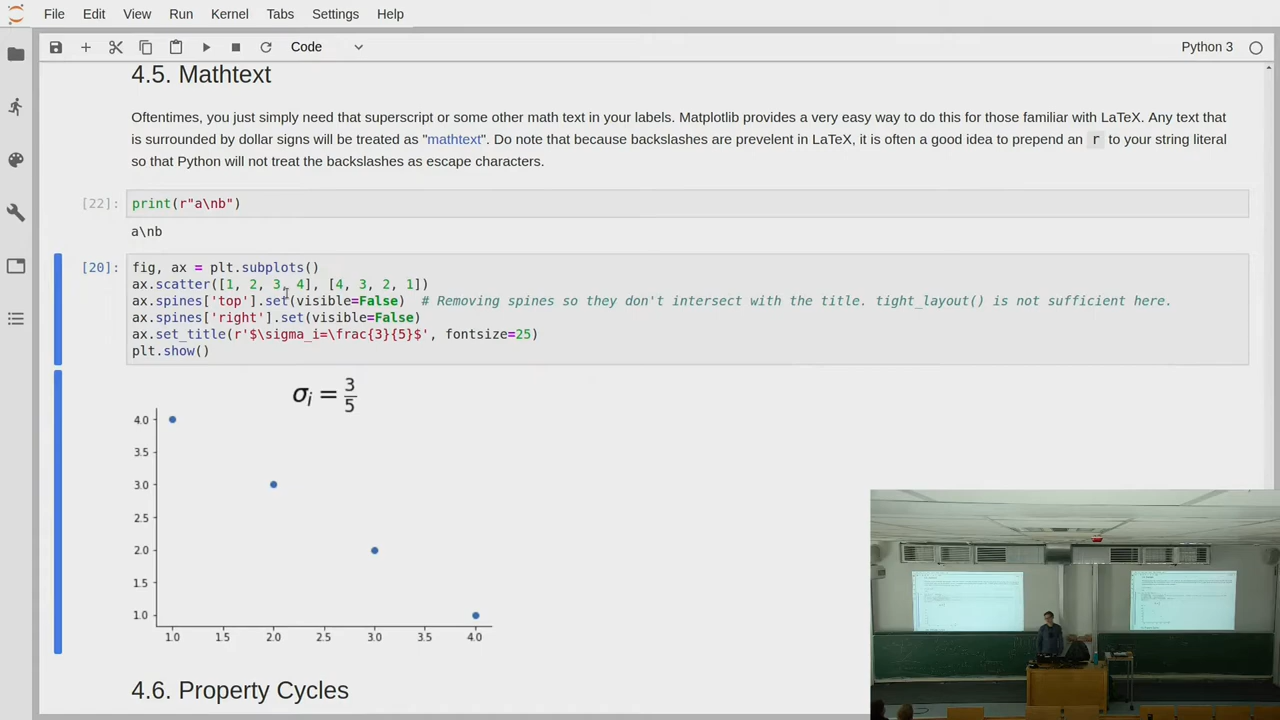 File Edit View Run Kernel Tabs Settings Help
Code Python 3
4.5. Mathtext
Oftentimes, you just simply need that superscript or some other math text in your labels. Matplotlib provides a very easy way to do this for those familiar with LaTeX. Any text that
is surrounded by dollar signs will be treated as "mathtext". Do note that because backslashes are prevelent in LaTeX, it is often a good idea to prepend an r to your string literal
so that Python will not treat the backslashes as escape characters.
[22]: print(r"a\nb")
a\nb
[20]: fig, ax = plt.subplots()
ax.scatter([1, 2, 3, 4], [4, 3, 2, 1])
ax.spines['top'].set(visible=False)  # Removing spines so they don't intersect with the title. tight_layout() is not sufficient here.
ax.spines['right'].set(visible=False)
ax.set_title(r'$\sigma_i=\frac{3}{5}$', fontsize=25)
plt.show()
σi = 3/5
4.0
3.5
3.0
2.5
2.0
1.5
1.0
1.0 1.5 2.0 2.5 3.0 3.5 4.0
4.6. Property Cycles